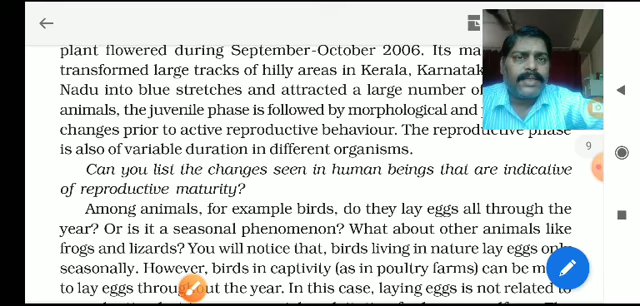 plant flowered during September-October 2006. Its ma
transformed large tracks of hilly areas in Kerala, Karnatak
Nadu into blue stretches and attracted a large number of
animals, the juvenile phase is followed by morphological and
changes prior to active reproductive behaviour. The reproductive phase
is also of variable duration in different organisms.
Can you list the changes seen in human beings that are indicative
of reproductive maturity?
Among animals, for example birds, do they lay eggs all through the
year? Or is it a seasonal phenomenon? What about other animals like
frogs and lizards? You will notice that, birds living in nature lay eggs only
seasonally. However, birds in captivity (as in poultry farms) can be m
to lay eggs throughout the year. In this case, laying eggs is not related to
9